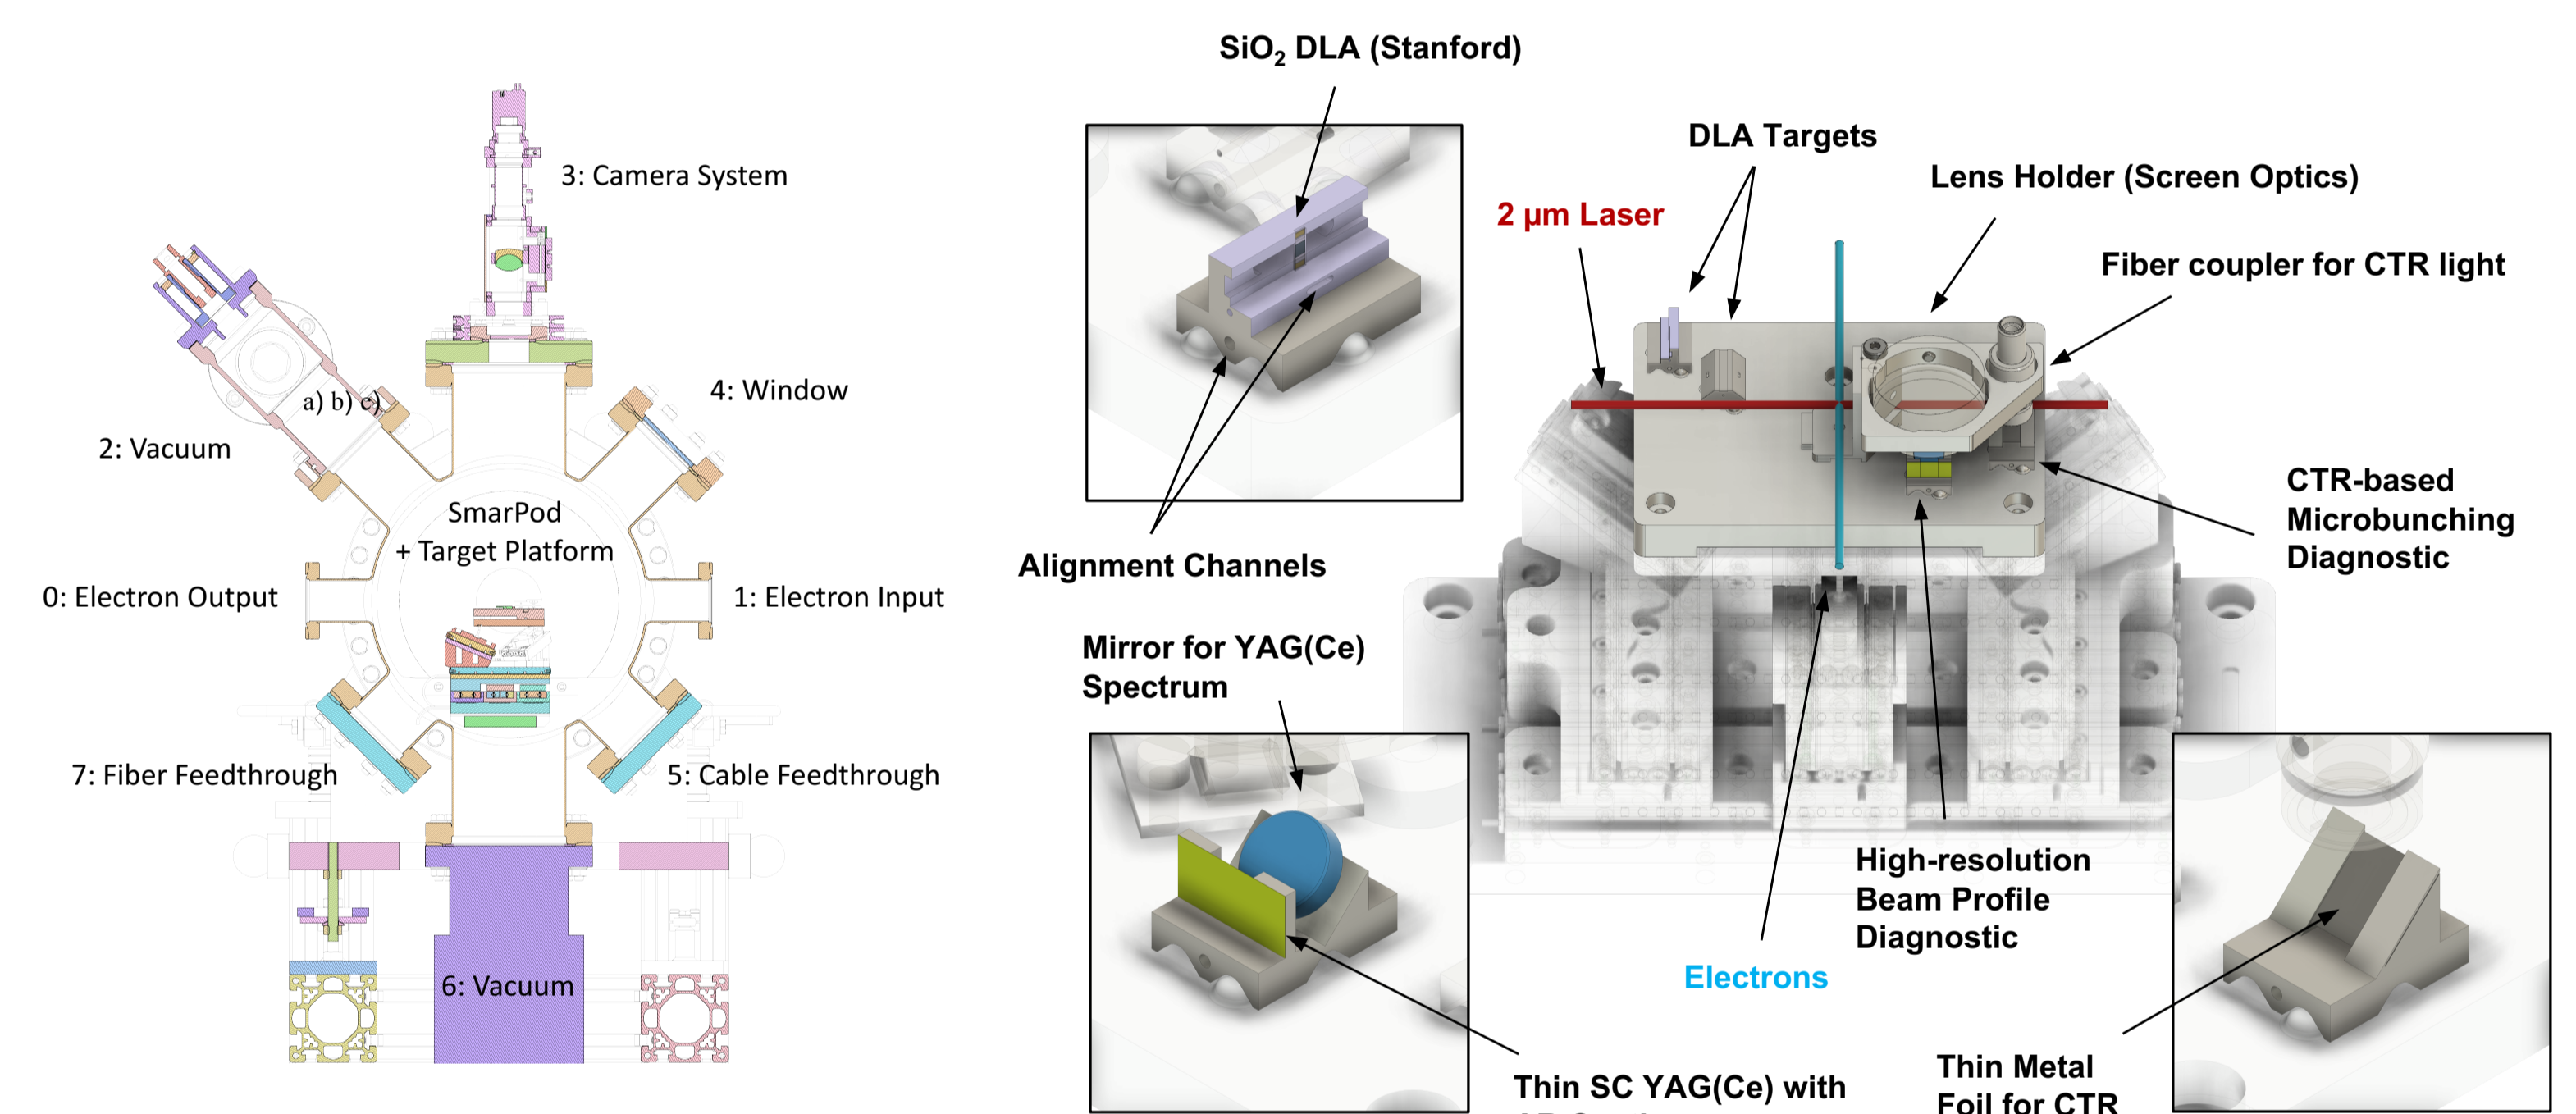 3: Camera System
4: Window
a) b) c)
2: Vacuum
SmarPod
+ Target Platform
0: Electron Output
1: Electron Input
7: Fiber Feedthrough
5: Cable Feedthrough
6: Vacuum
SiO₂ DLA (Stanford)
DLA Targets
Lens Holder (Screen Optics)
2 µm Laser
Fiber coupler for CTR light
CTR-based
Microbunching
Diagnostic
Alignment Channels
Mirror for YAG(Ce)
Spectrum
High-resolution
Beam Profile
Diagnostic
Electrons
Thin SC YAG(Ce) with
Thin Metal
Foil for CTR